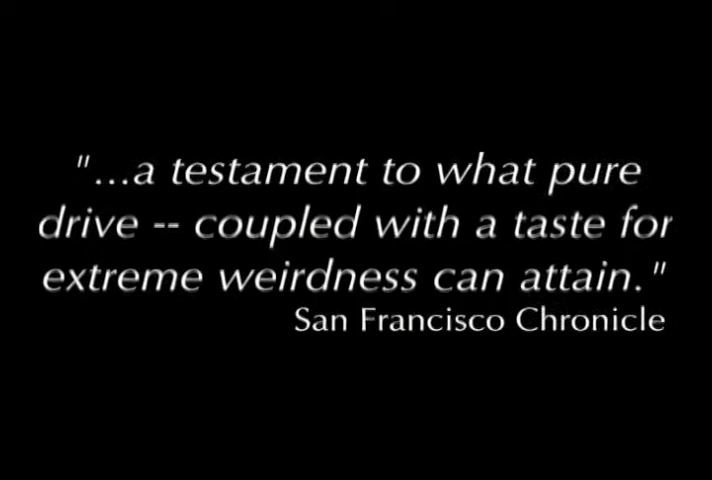 "...a testament to what pure
drive -- coupled with a taste for
extreme weirdness can attain."
San Francisco Chronicle